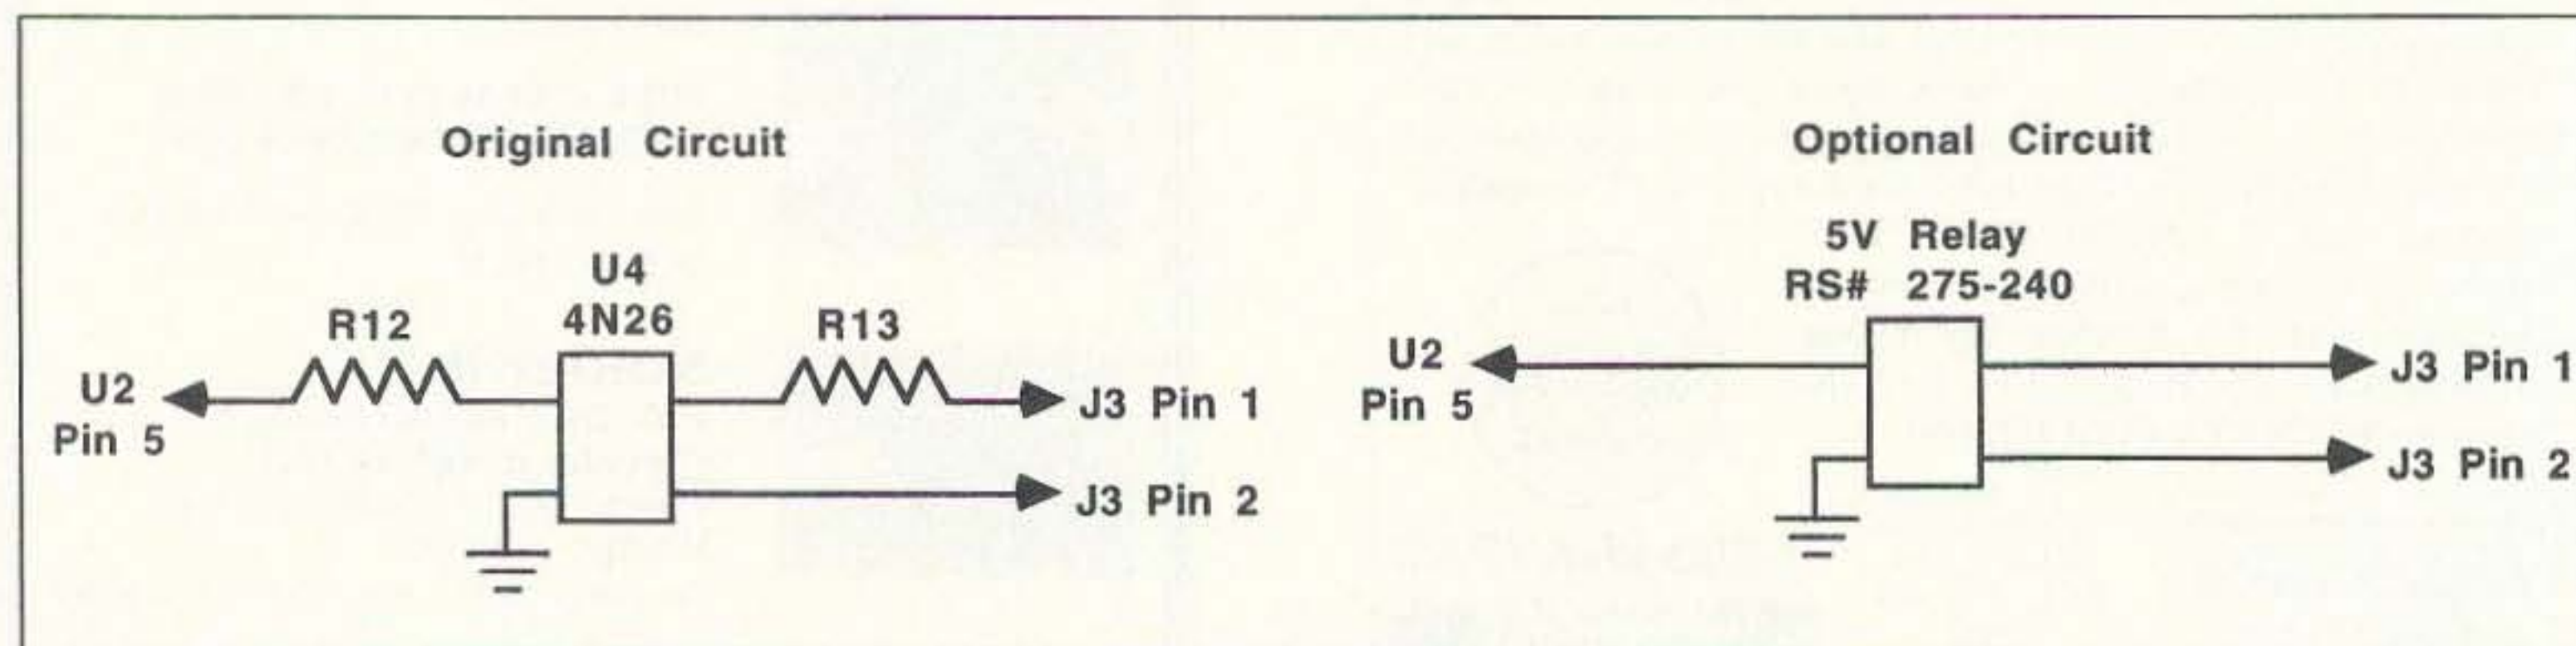 Original Circuit
U4
4N26
R12
R13
U2
Pin 5
J3 Pin 1
J3 Pin 2
Optional Circuit
5V Relay
RS# 275-240
U2
Pin 5
J3 Pin 1
J3 Pin 2